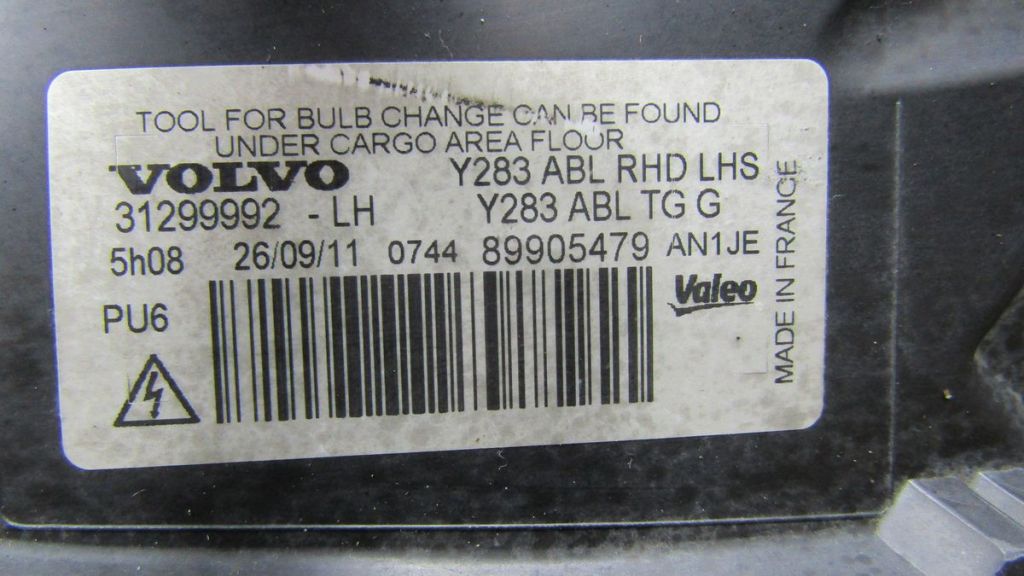 TOOL FOR BULB CHANGE CAN BE FOUND
UNDER CARGO AREA FLOOR
VOLVO Y283 ABL RHD LHS
31299992 - LH Y283 ABL TG G
5h08 26/09/11 0744 89905479 AN1JE
PU6 Valeo
MADE IN FRANCE